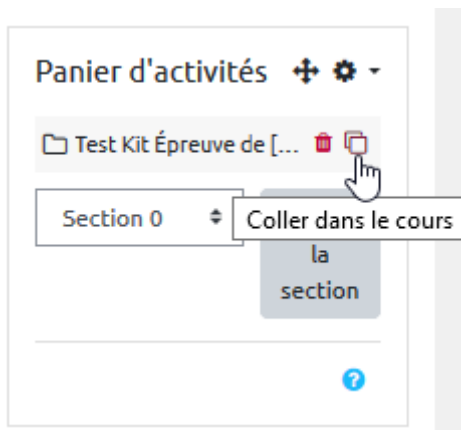 Panier d'activités
Test Kit Épreuve de [...
Section 0
Coller dans le cours
la
section
?